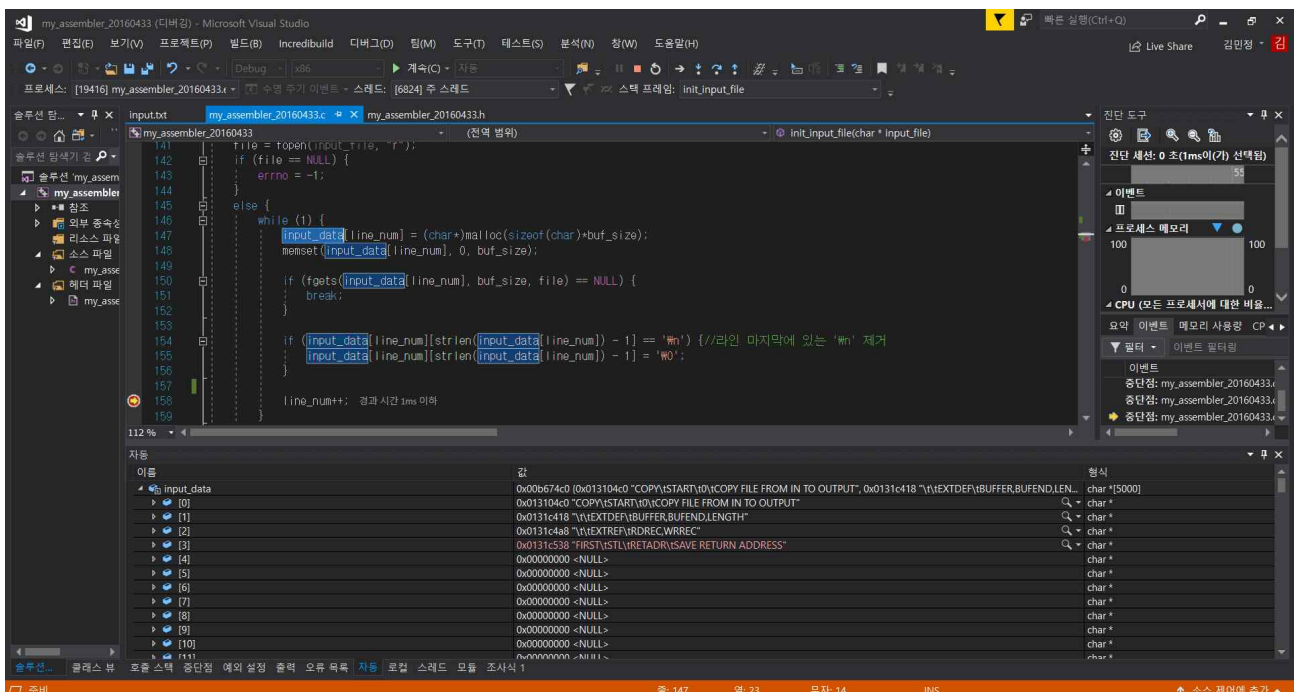 my_assembler_20160433 (디버깅) - Microsoft Visual Studio
빠른 실행(Ctrl+Q)
파일(F) 편집(E) 보기(V) 프로젝트(P) 빌드(B) Incredibuild 디버그(D) 팀(M) 도구(T) 테스트(S) 분석(N) 창(W) 도움말(H)
Live Share 김민정 김
Debug x86 계속(C) 자동
프로세스: [19416] my_assembler_20160433.e 수명 주기 이벤트 스레드: [6824] 주 스레드 스택 프레임: init_input_file
솔루션 탐...
input.txt my_assembler_20160433.c my_assembler_20160433.h
my_assembler_20160433 (전역 범위) init_input_file(char * input_file)
솔루션 탐색기 검
솔루션 'my_assem
my_assembler
참조
외부 종속성
리소스 파일
소스 파일
my_asse
헤더 파일
my_asse
141 file = fopen(input_file, "r");
142 if (file == NULL) {
143 errno = -1;
144 }
145 else {
146 while (1) {
147 input_data[line_num] = (char*)malloc(sizeof(char)*buf_size);
148 memset(input_data[line_num], 0, buf_size);
149
150 if (fgets(input_data[line_num], buf_size, file) == NULL) {
151 break;
152 }
153
154 if (input_data[line_num][strlen(input_data[line_num]) - 1] == '₩n') {//라인 마지막에 있는 '₩n' 제거
155 input_data[line_num][strlen(input_data[line_num]) - 1] = '₩0';
156 }
157
158 line_num++; 경과 시간 1ms 이하
159 }
112 %
진단 도구
진단 세션: 0 초(1ms이(가) 선택됨)
55
이벤트
프로세스 메모리
100 100
0 0
CPU (모든 프로세서에 대한 비율...
요약 이벤트 메모리 사용량 CP
필터 이벤트 필터링
이벤트
중단점: my_assembler_20160433.c
중단점: my_assembler_20160433.c
중단점: my_assembler_20160433.c
자동
이름 값 형식
input_data 0x00b674c0 {0x013104c0 "COPY\tSTART\t0\tCOPY FILE FROM IN TO OUTPUT", 0x0131c418 "\t\tEXTDEF\tBUFFER,BUFEND,LEN... char *[5000]
[0] 0x013104c0 "COPY\tSTART\t0\tCOPY FILE FROM IN TO OUTPUT" char *
[1] 0x0131c418 "\t\tEXTDEF\tBUFFER,BUFEND,LENGTH" char *
[2] 0x0131c4a8 "\t\tEXTREF\tRDREC,WRREC" char *
[3] 0x0131c538 "FIRST\tSTL\tRETADR\tSAVE RETURN ADDRESS" char *
[4] 0x00000000 <NULL> char *
[5] 0x00000000 <NULL> char *
[6] 0x00000000 <NULL> char *
[7] 0x00000000 <NULL> char *
[8] 0x00000000 <NULL> char *
[9] 0x00000000 <NULL> char *
[10] 0x00000000 <NULL> char *
[11] 0x00000000 <NULL> char *
솔루션... 클래스 뷰 호출 스택 중단점 예외 설정 출력 오류 목록 자동 로컬 스레드 모듈 조사식 1
준비 줄: 147 열: 23 문자: 14 INS 소스 제어에 추가